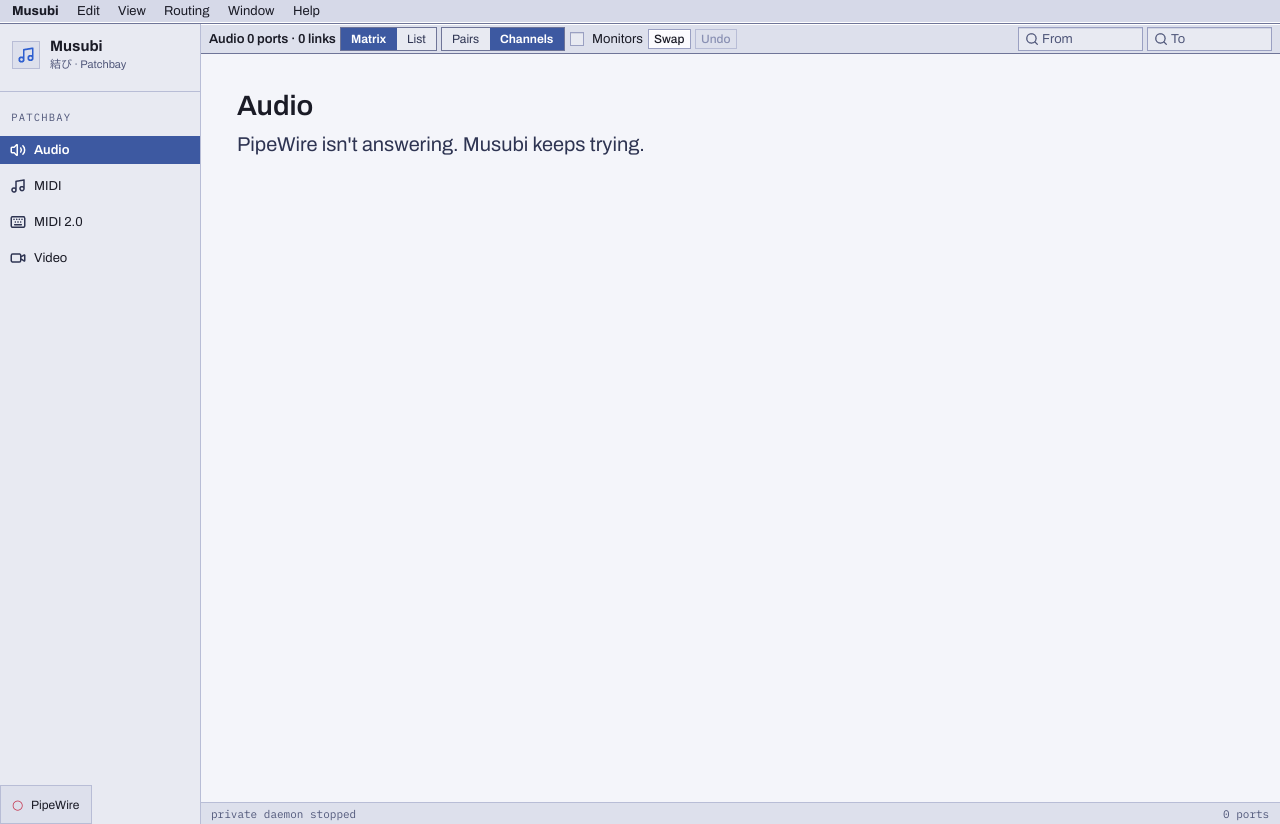 Musubi Edit View Routing Window Help
Musubi
結び · Patchbay
PATCHBAY
Audio
MIDI
MIDI 2.0
Video
PipeWire
Audio 0 ports · 0 links Matrix List Pairs Channels Monitors Swap Undo From To
Audio
PipeWire isn't answering. Musubi keeps trying.
private daemon stopped 0 ports